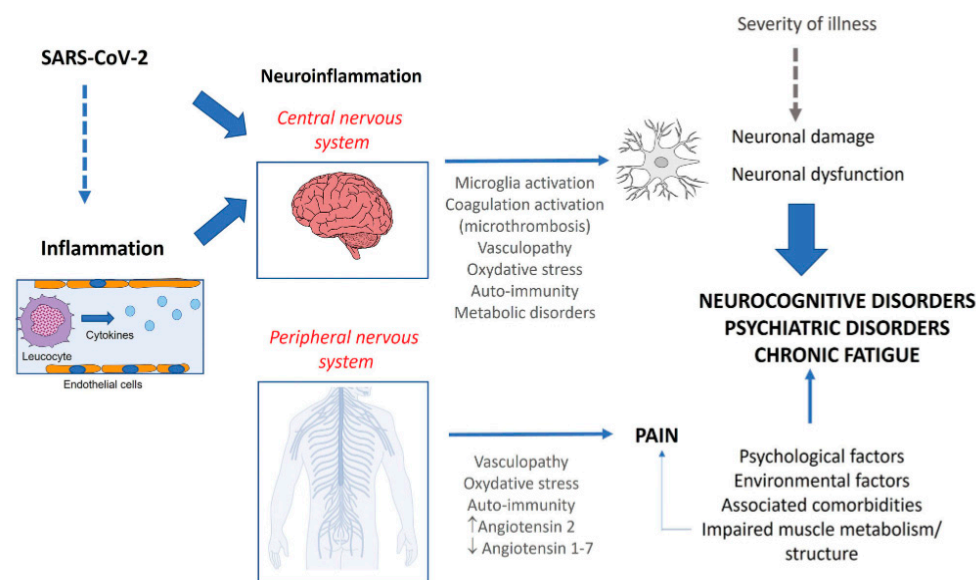 SARS-CoV-2
Inflammation
Leucocyte
Cytokines
Endothelial cells
Neuroinflammation
Central nervous
system
Peripheral nervous
system
Microglia activation
Coagulation activation
(microthrombosis)
Vasculopathy
Oxydative stress
Auto-immunity
Metabolic disorders
Vasculopathy
Oxydative stress
Auto-immunity
↑Angiotensin 2
↓ Angiotensin 1-7
Severity of illness
Neuronal damage
Neuronal dysfunction
NEUROCOGNITIVE DISORDERS
PSYCHIATRIC DISORDERS
CHRONIC FATIGUE
PAIN
Psychological factors
Environmental factors
Associated comorbidities
Impaired muscle metabolism/
structure